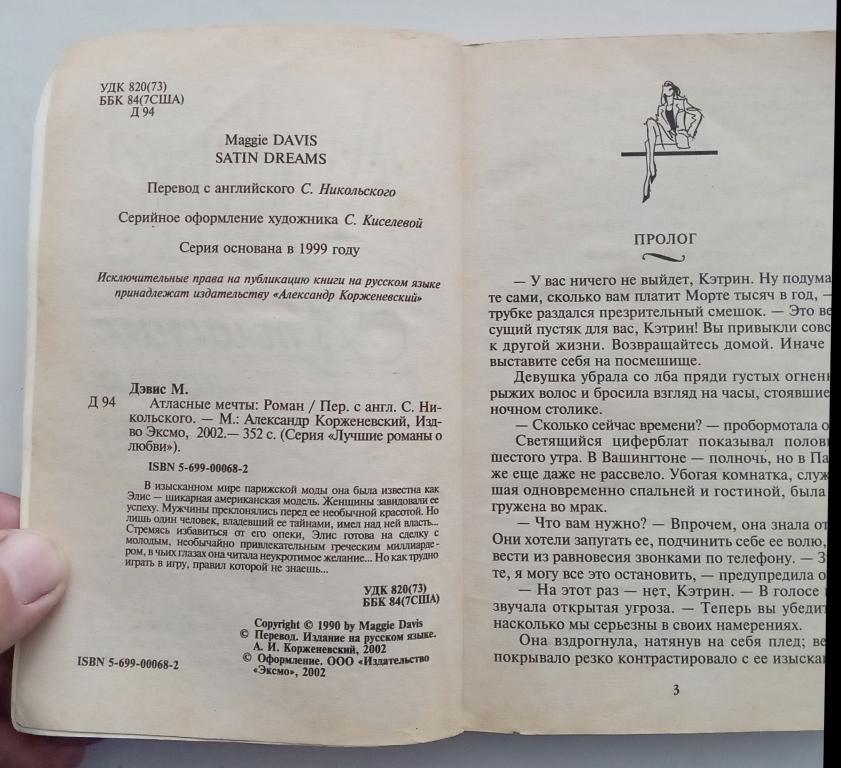 УДК 820(73)
ББК 84(7США)
Д 94
Maggie DAVIS
SATIN DREAMS
Перевод с английского С. Никольского
Серийное оформление художника С. Киселевой
Серия основана в 1999 году
Исключительные права на публикацию книги на русском языке
принадлежат издательству «Александр Корженевский»
Дэвис М.
Д 94 Атласные мечты: Роман / Пер. с англ. С. Ни-
кольского. — М.: Александр Корженевский, Изд-
во Эксмо, 2002.— 352 с. (Серия «Лучшие романы о
любви»).
ISBN 5-699-00068-2
В изысканном мире парижской моды она была известна как
Элис — шикарная американская модель. Женщины завидовали ее
успеху. Мужчины преклонялись перед ее необычной красотой. Но
лишь один человек, владевший ее тайнами, имел над ней власть...
Стремясь избавиться от его опеки, Элис готова на сделку с
молодым, необычайно привлекательным греческим миллиарде-
ром, в чьих глазах она читала неукротимое желание... Но как трудно
играть в игру, правил которой не знаешь...
УДК 820(73)
ББК 84(7США)
Copyright © 1990 by Maggie Davis
© Перевод. Издание на русском языке.
А. И. Корженевский, 2002
© Оформление. ООО «Издательство
«Эксмо», 2002
ISBN 5-699-00068-2
ПРОЛОГ
— У вас ничего не выйдет, Кэтрин. Ну подума
те сами, сколько вам платит Морте тысяч в год, —
трубке раздался презрительный смешок. — Это ве
сущий пустяк для вас, Кэтрин! Вы привыкли совс
к другой жизни. Возвращайтесь домой. Иначе
выставите себя на посмешище.
Девушка убрала со лба пряди густых огнен
рыжих волос и бросила взгляд на часы, стоявшие
ночном столике.
— Сколько сейчас времени? — пробормотала о
Светящийся циферблат показывал полови
шестого утра. В Вашингтоне — полночь, но в Па
же еще даже не рассвело. Убогая комнатка, служ
шая одновременно спальней и гостиной, была
гружена во мрак.
— Что вам нужно? — Впрочем, она знала от
Они хотели запугать ее, подчинить себе ее волю,
вести из равновесия звонками по телефону. — З
те, я могу все это остановить, — предупредила о
— На этот раз — нет, Кэтрин. — В голосе
звучала открытая угроза. — Теперь вы убедит
насколько мы серьезны в своих намерениях.
Она вздрогнула, натянув на себя плед; ве
покрывало резко контрастировало с ее изыскан
3